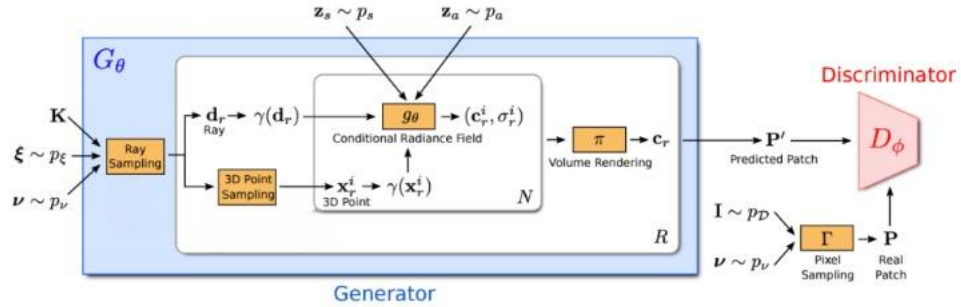 z_s ∼ p_s
z_a ∼ p_a
G_θ
Discriminator
K
d_r → γ(d_r)
g_θ
(c_r^i, σ_r^i)
Ray
Conditional Radiance Field
ξ ∼ p_ξ
Ray
Sampling
π
c_r
P′
D_ϕ
Volume Rendering
Predicted Patch
ν ∼ p_ν
3D Point
Sampling
x_r^i → γ(x_r^i)
3D Point
N
I ∼ p_D
R
Γ
P
ν ∼ p_ν
Pixel
Sampling
Real
Patch
Generator